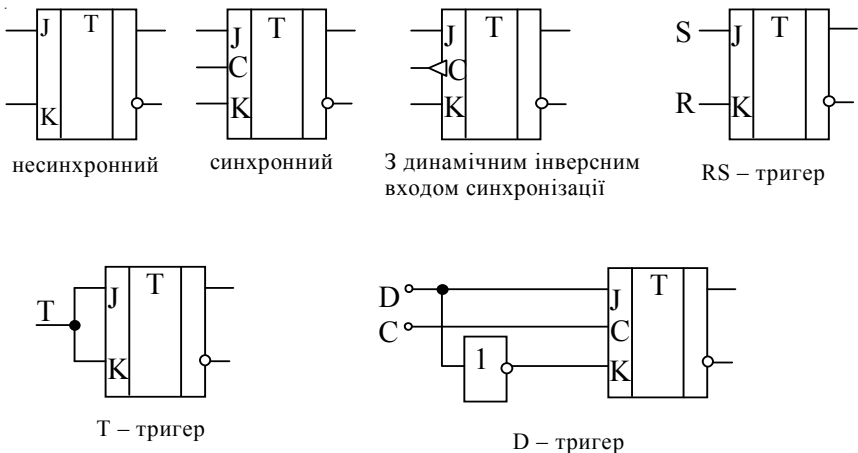 J T
K
J T
C
K
J T
C
K
S J T
R K
несинхронний
синхронний
З динамічним інверсним
входом синхронізації
RS – тригер
T J T
K
D J T
C C
1 K
T – тригер
D – тригер